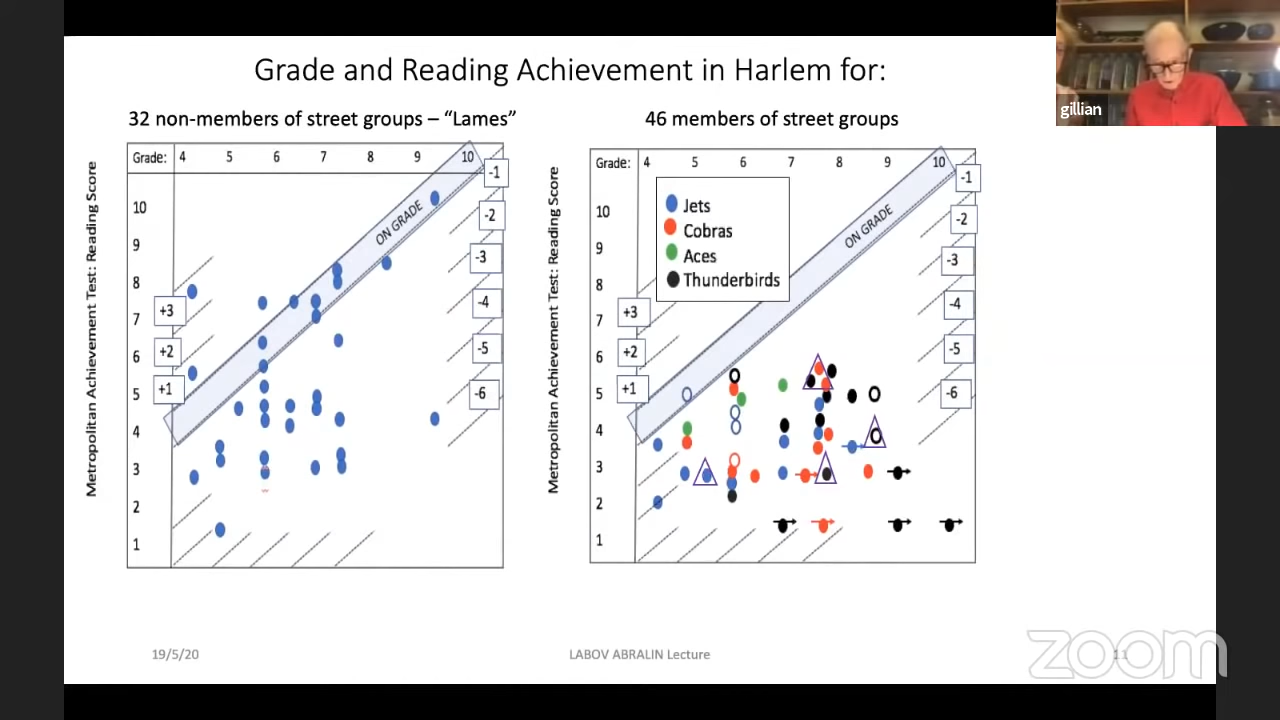 Grade and Reading Achievement in Harlem for:
gillian
32 non-members of street groups – “Lames”
46 members of street groups
Grade: 4 5 6 7 8 9 10
Metropolitan Achievement Test: Reading Score
10
9
8
7
6
5
4
3
2
1
+3
+2
+1
ON GRADE
-1
-2
-3
-4
-5
-6
Grade: 4 5 6 7 8 9 10
Metropolitan Achievement Test: Reading Score
10
9
8
7
6
5
4
3
2
1
+3
+2
+1
Jets
Cobras
Aces
Thunderbirds
ON GRADE
-1
-2
-3
-4
-5
-6
19/5/20
LABOV ABRALIN Lecture
11
zoom